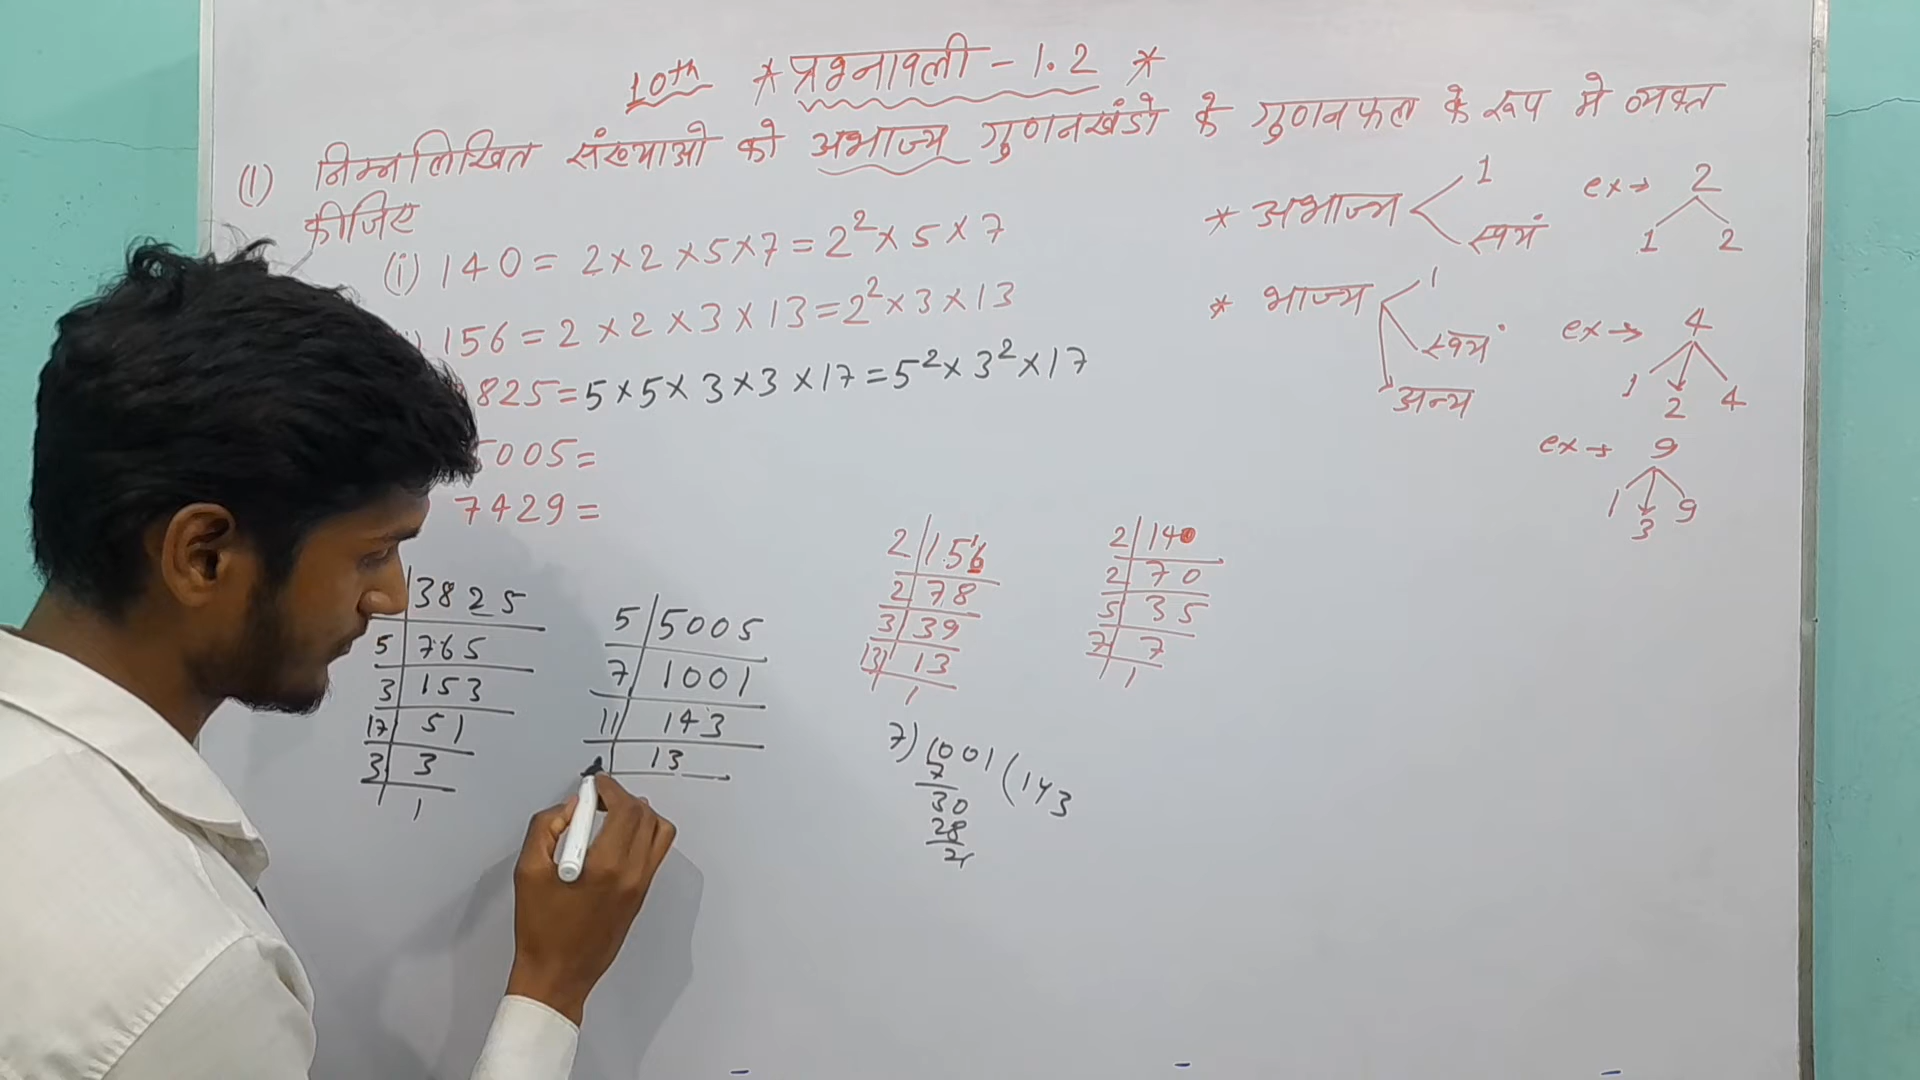 10th * प्रश्नावली - 1.2 *
(1) निम्नलिखित संख्याओ को अभाज्य गुणनखंडो के गुणनफल के रूप मे व्यक्त
कीजिए
(i) 140 = 2×2×5×7 = 2²×5×7
) 156 = 2×2×3×13 = 2²×3×13
825 = 5×5×3×3×17 = 5²×3²×17
5005=
7429=
* अभाज्य 1
स्वयं
ex→ 2
1 2
* भाज्य 1
स्वयं
अन्य
ex→ 4
1 2 4
ex→ 9
1 3 9
3825
5 765
3 153
17 51
3 3
1
5 5005
7 1001
11 143
13
2 156
2 78
3 39
13 13
1
2 140
2 70
5 35
7 7
1
7)1001(143
7
30
28
21